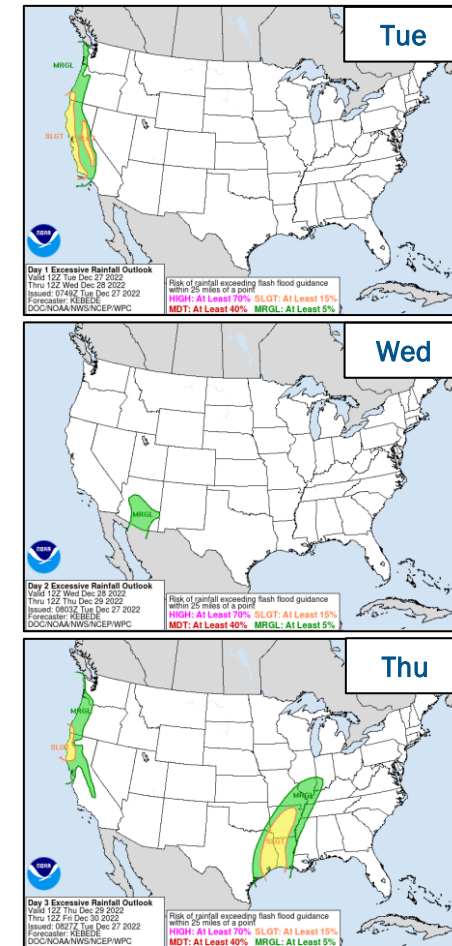 Tue
MRGL
SLGT
SLGT
NOAA
Day 1 Excessive Rainfall Outlook
Valid 12Z Tue Dec 27 2022
Thru 12Z Wed Dec 28 2022
Issued: 0749Z Tue Dec 27 2022
Forecaster: KEBEDE
DOC/NOAA/NWS/NCEP/WPC
Risk of rainfall exceeding flash flood guidance
within 25 miles of a point
HIGH: At Least 70% SLGT: At Least 15%
MDT: At Least 40% MRGL: At Least 5%
Wed
MRGL
NOAA
Day 2 Excessive Rainfall Outlook
Valid 12Z Wed Dec 28 2022
Thru 12Z Thu Dec 29 2022
Issued: 0803Z Tue Dec 27 2022
Forecaster: KEBEDE
DOC/NOAA/NWS/NCEP/WPC
Risk of rainfall exceeding flash flood guidance
within 25 miles of a point
HIGH: At Least 70% SLGT: At Least 15%
MDT: At Least 40% MRGL: At Least 5%
Thu
MRGL
SLGT
MRGL
SLGT
NOAA
Day 3 Excessive Rainfall Outlook
Valid 12Z Thu Dec 29 2022
Thru 12Z Fri Dec 30 2022
Issued: 0827Z Tue Dec 27 2022
Forecaster: KEBEDE
DOC/NOAA/NWS/NCEP/WPC
Risk of rainfall exceeding flash flood guidance
within 25 miles of a point
HIGH: At Least 70% SLGT: At Least 15%
MDT: At Least 40% MRGL: At Least 5%